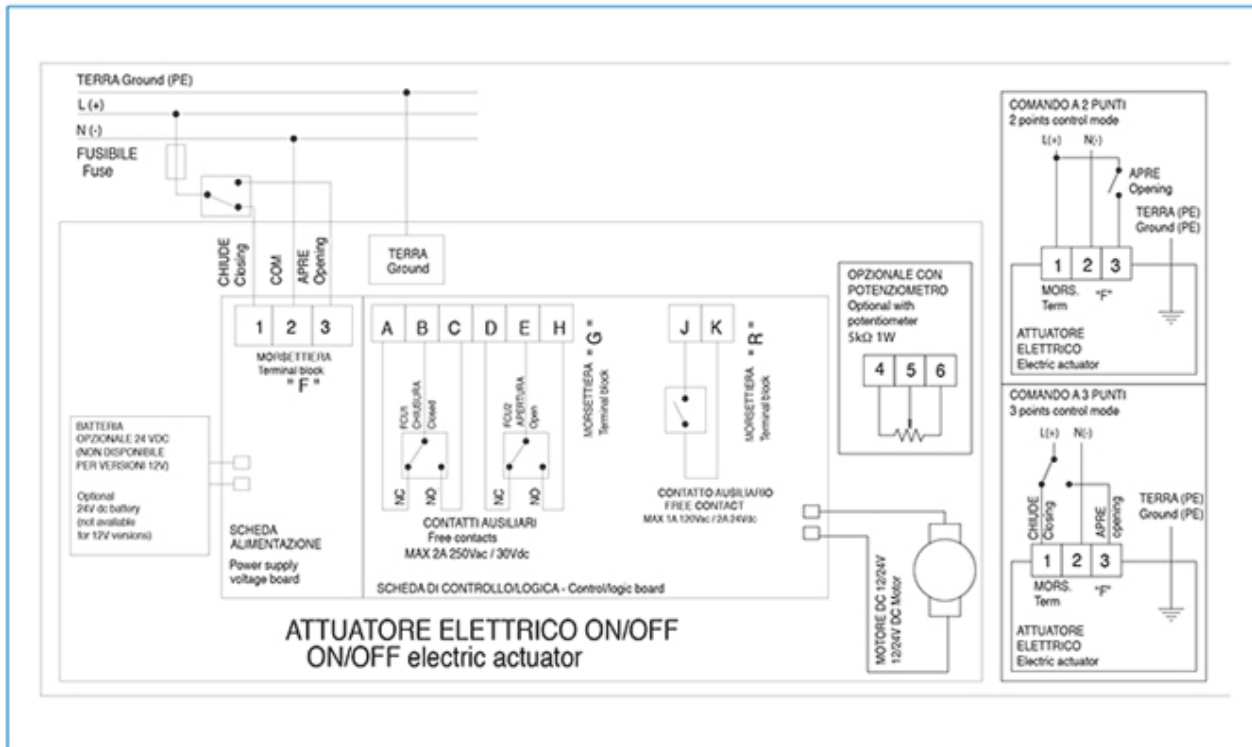 TERRA Ground (PE)
L (+)
N (-)
FUSIBILE
Fuse
CHIUDE
Closing
COM
APRE
Opening
TERRA
Ground
1 2 3
MORSETTIERA
Terminal block
"F"
A B C D E H
MORSETTIERA "G"
Terminal block
FCU1
CHIUSURA
Closed
FCU2
APERTURA
Open
NC NO NC NO
CONTATTI AUSILIARI
Free contacts
MAX 2A 250Vac / 30Vdc
J K
MORSETTIERA "R"
Terminal block
CONTATTO AUSILIARIO
FREE CONTACT
MAX 1A 120Vac / 2A 24Vdc
OPZIONALE CON
POTENZIOMETRO
Optional with
potentiometer
5kΩ 1W
4 5 6
BATTERIA
OPZIONALE 24 VDC
(NON DISPONIBILE
PER VERSIONI 12V)
Optional
24V dc battery
(not available
for 12V versions)
SCHEDA
ALIMENTAZIONE
Power supply
voltage board
SCHEDA DI CONTROLLO/LOGICA - Control/logic board
MOTORE DC 12/24V
12/24V DC Motor
ATTUATORE ELETTRICO ON/OFF
ON/OFF electric actuator
COMANDO A 2 PUNTI
2 points control mode
L(+) N(-)
APRE
Opening
TERRA (PE)
Ground (PE)
1 2 3
MORS. "F"
Term
ATTUATORE
ELETTRICO
Electric actuator
COMANDO A 3 PUNTI
3 points control mode
L(+) N(-)
CHIUDE
Closing
APRE
opening
TERRA (PE)
Ground (PE)
1 2 3
MORS. "F"
Term
ATTUATORE
ELETTRICO
Electric actuator